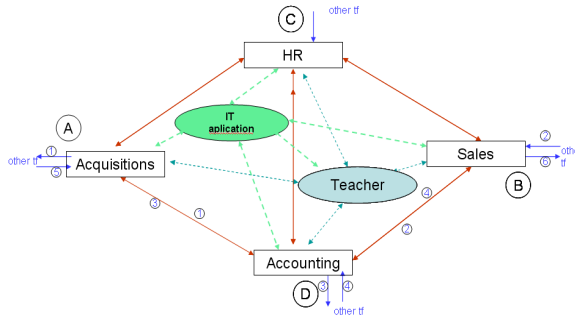 other tf
C
HR
IT
aplication
A
①
other tf
⑤
Acquisitions
②
Sales
othe
tf
⑥
B
Teacher
④
③
①
②
Accounting
D
③
④
other tf